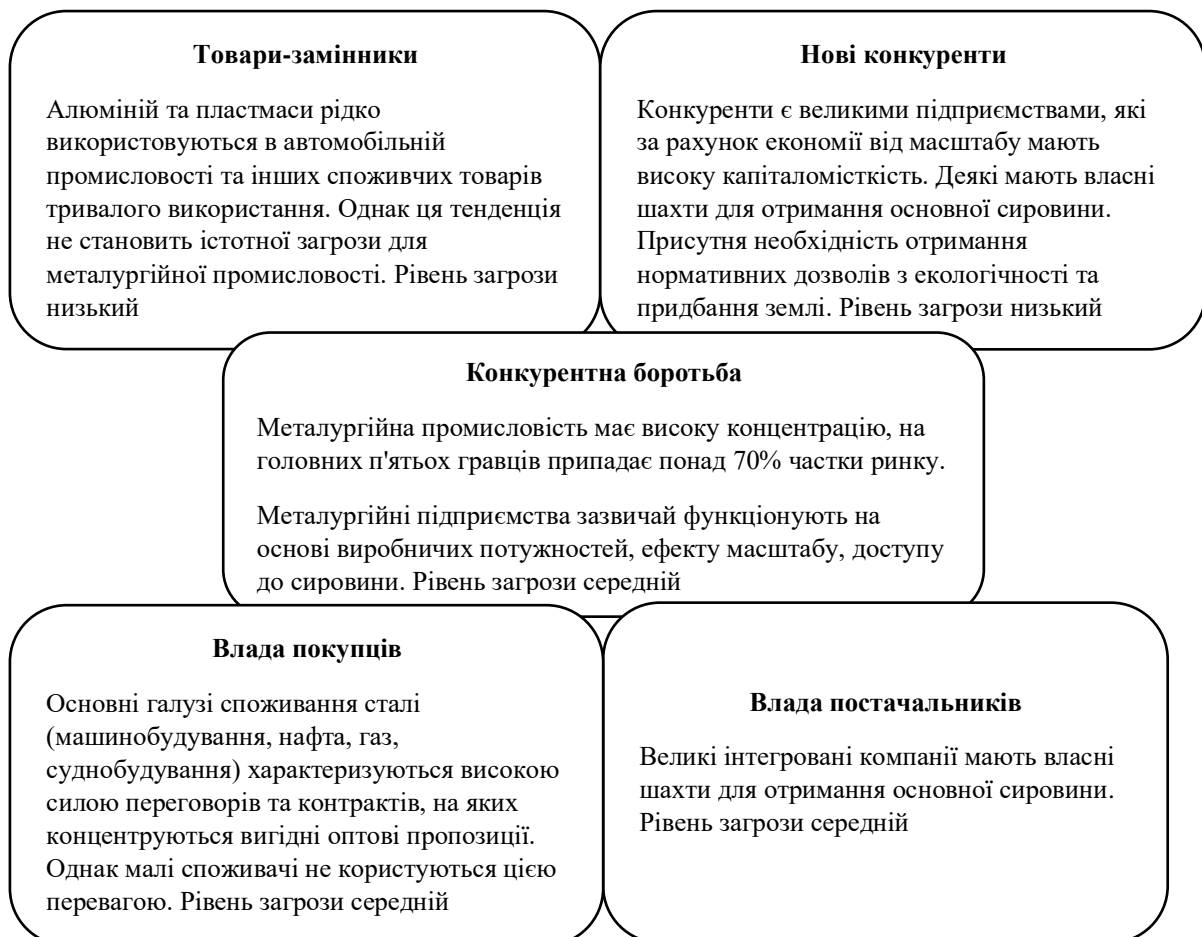 Товари-замінники
Алюміній та пластмаси рідко
використовуються в автомобільній
промисловості та інших споживчих товарів
тривалого використання. Однак ця тенденція
не становить істотної загрози для
металургійної промисловості. Рівень загрози
низький
Нові конкуренти
Конкуренти є великими підприємствами, які
за рахунок економії від масштабу мають
високу капіталомісткість. Деякі мають власні
шахти для отримання основної сировини.
Присутня необхідність отримання
нормативних дозволів з екологічності та
придбання землі. Рівень загрози низький
Конкурентна боротьба
Металургійна промисловість має високу концентрацію, на
головних п'ятьох гравців припадає понад 70% частки ринку.
Металургійні підприємства зазвичай функціонують на
основі виробничих потужностей, ефекту масштабу, доступу
до сировини. Рівень загрози середній
Влада покупців
Основні галузі споживання сталі
(машинобудування, нафта, газ,
суднобудування) характеризуються високою
силою переговорів та контрактів, на яких
концентруються вигідні оптові пропозиції.
Однак малі споживачі не користуються цією
перевагою. Рівень загрози середній
Влада постачальників
Великі інтегровані компанії мають власні
шахти для отримання основної сировини.
Рівень загрози середній